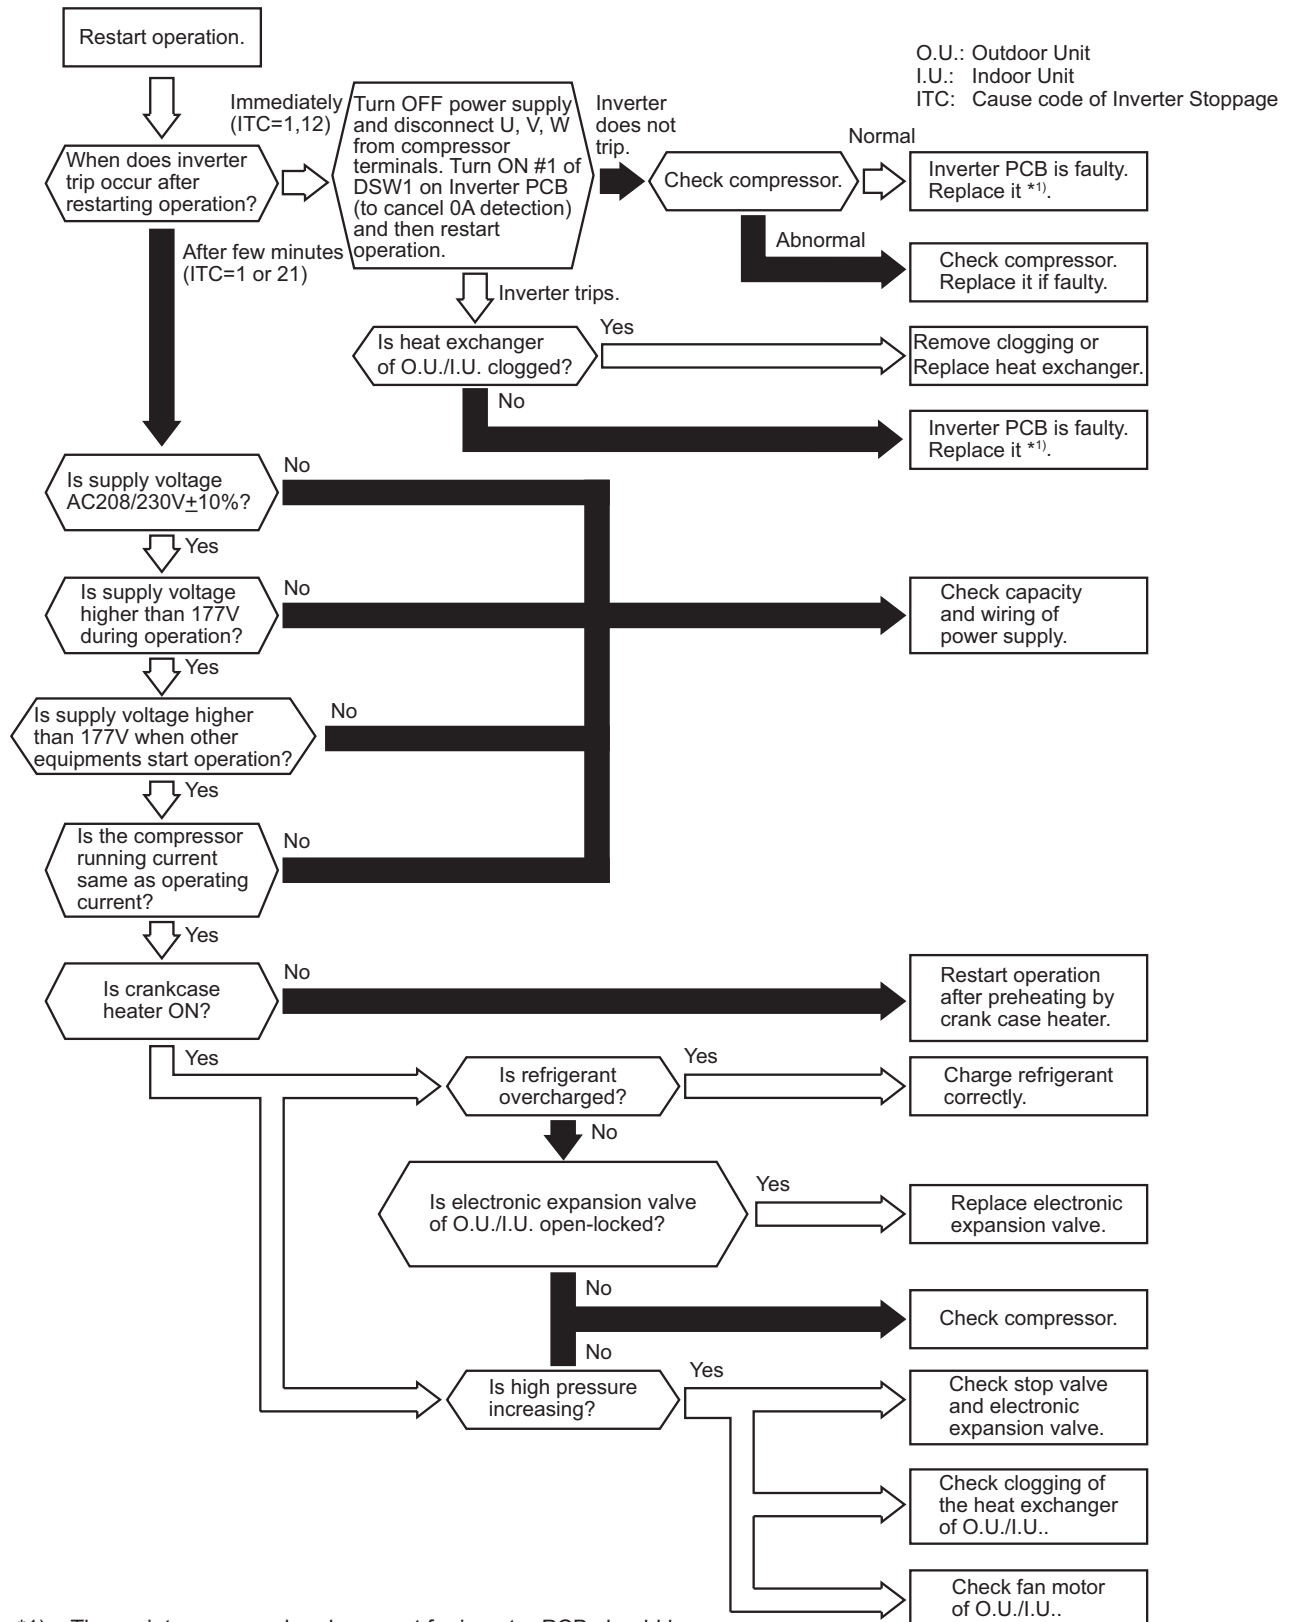 Restart operation.
O.U.: Outdoor Unit
I.U.: Indoor Unit
ITC: Cause code of Inverter Stoppage
When does inverter
trip occur after
restarting operation?
Immediately
(ITC=1,12)
Turn OFF power supply
and disconnect U, V, W
from compressor
terminals. Turn ON #1 of
DSW1 on Inverter PCB
(to cancel 0A detection)
and then restart
operation.
Inverter
does not
trip.
Check compressor.
Normal
Inverter PCB is faulty.
Replace it *1).
Abnormal
Check compressor.
Replace it if faulty.
After few minutes
(ITC=1 or 21)
Inverter trips.
Is heat exchanger
of O.U./I.U. clogged?
Yes
Remove clogging or
Replace heat exchanger.
No
Inverter PCB is faulty.
Replace it *1).
Is supply voltage
AC208/230V±10%?
No
Yes
Is supply voltage
higher than 177V
during operation?
No
Check capacity
and wiring of
power supply.
Yes
Is supply voltage higher
than 177V when other
equipments start operation?
No
Yes
Is the compressor
running current
same as operating
current?
No
Yes
Is crankcase
heater ON?
No
Restart operation
after preheating by
crank case heater.
Yes
Is refrigerant
overcharged?
Yes
Charge refrigerant
correctly.
No
Is electronic expansion valve
of O.U./I.U. open-locked?
Yes
Replace electronic
expansion valve.
No
Check compressor.
No
Is high pressure
increasing?
Yes
Check stop valve
and electronic
expansion valve.
Check clogging of
the heat exchanger
of O.U./I.U..
Check fan motor
of O.U./I.U..